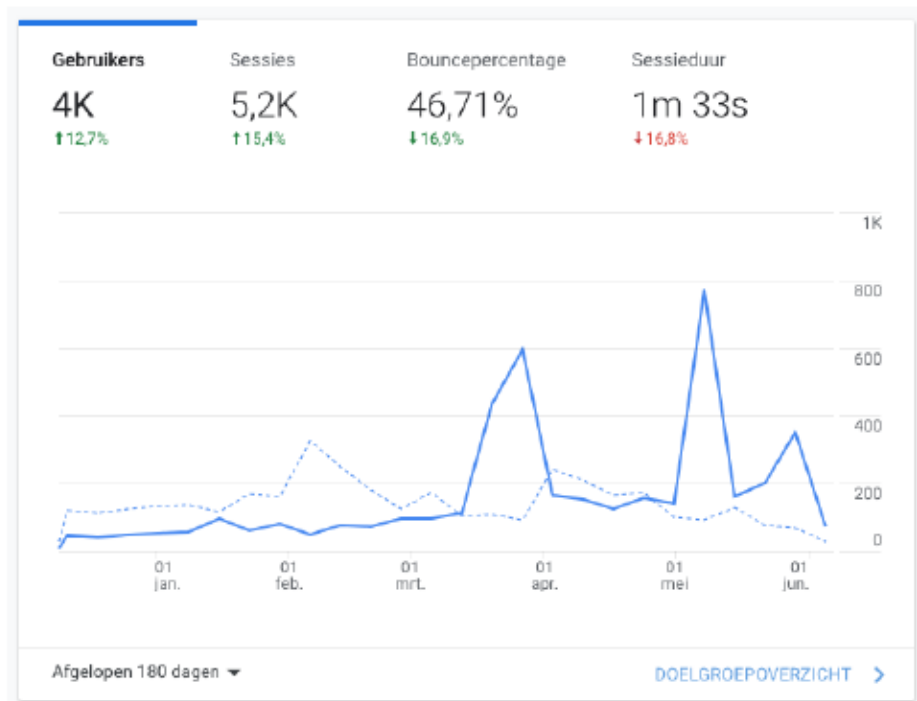 Gebruikers Sessies Bouncepercentage Sessieduur
4K 5,2K 46,71% 1m 33s
↑12,7% ↑15,4% ↓16,9% ↓16,8%
1K
800
600
400
200
0
01 01 01 01 01 01
jan. feb. mrt. apr. mei jun.
Afgelopen 180 dagen
DOELGROEPOVERZICHT